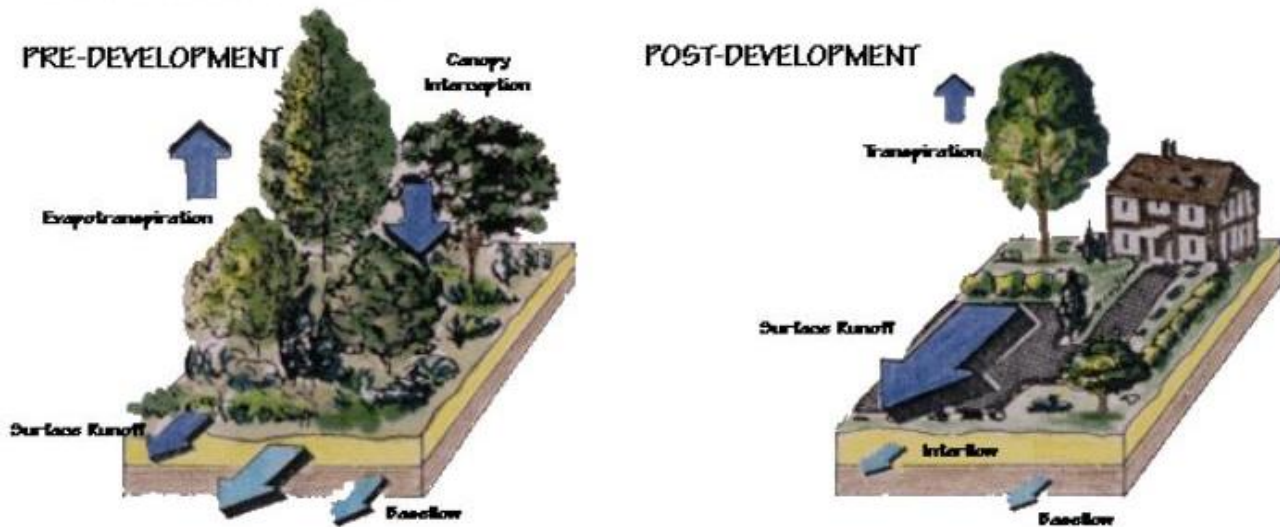 PRE-DEVELOPMENT
Canopy
Interception
Evapotranspiration
Surface Runoff
Baseflow
POST-DEVELOPMENT
Transpiration
Surface Runoff
Interflow
Baseflow